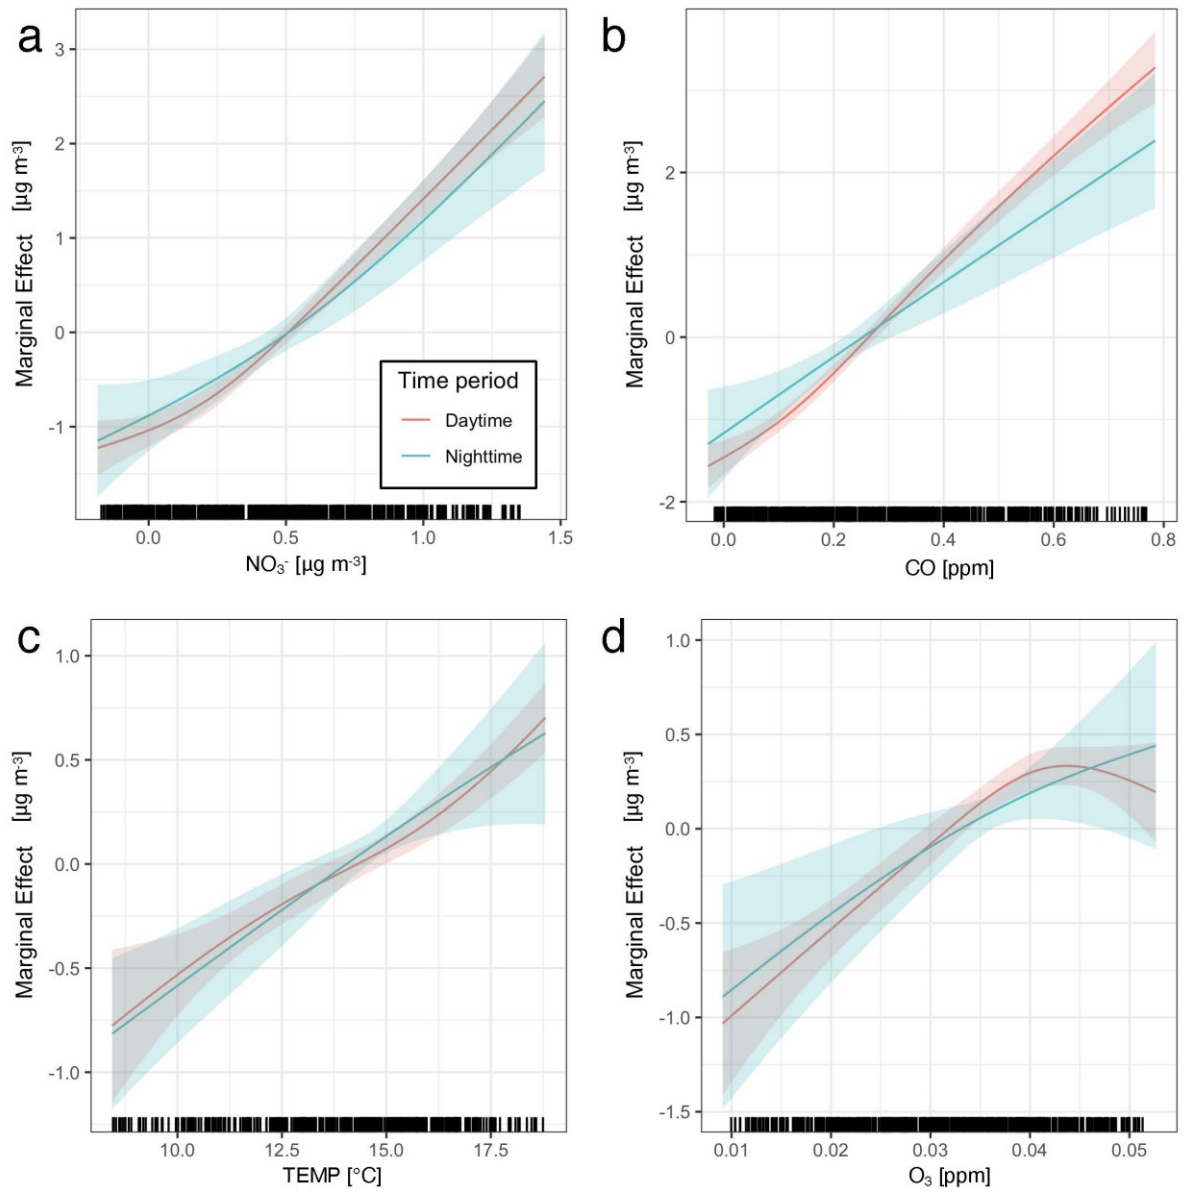 a
3
2
1
0
-1
Marginal Effect [µg m-3]
Time period
Daytime
Nighttime
0.0 0.5 1.0 1.5
NO3- [µg m-3]
b
2
0
-2
Marginal Effect [µg m-3]
0.0 0.2 0.4 0.6 0.8
CO [ppm]
c
1.0
0.5
0.0
-0.5
-1.0
Marginal Effect [µg m-3]
10.0 12.5 15.0 17.5
TEMP [°C]
d
1.0
0.5
0.0
-0.5
-1.0
-1.5
Marginal Effect [µg m-3]
0.01 0.02 0.03 0.04 0.05
O3 [ppm]